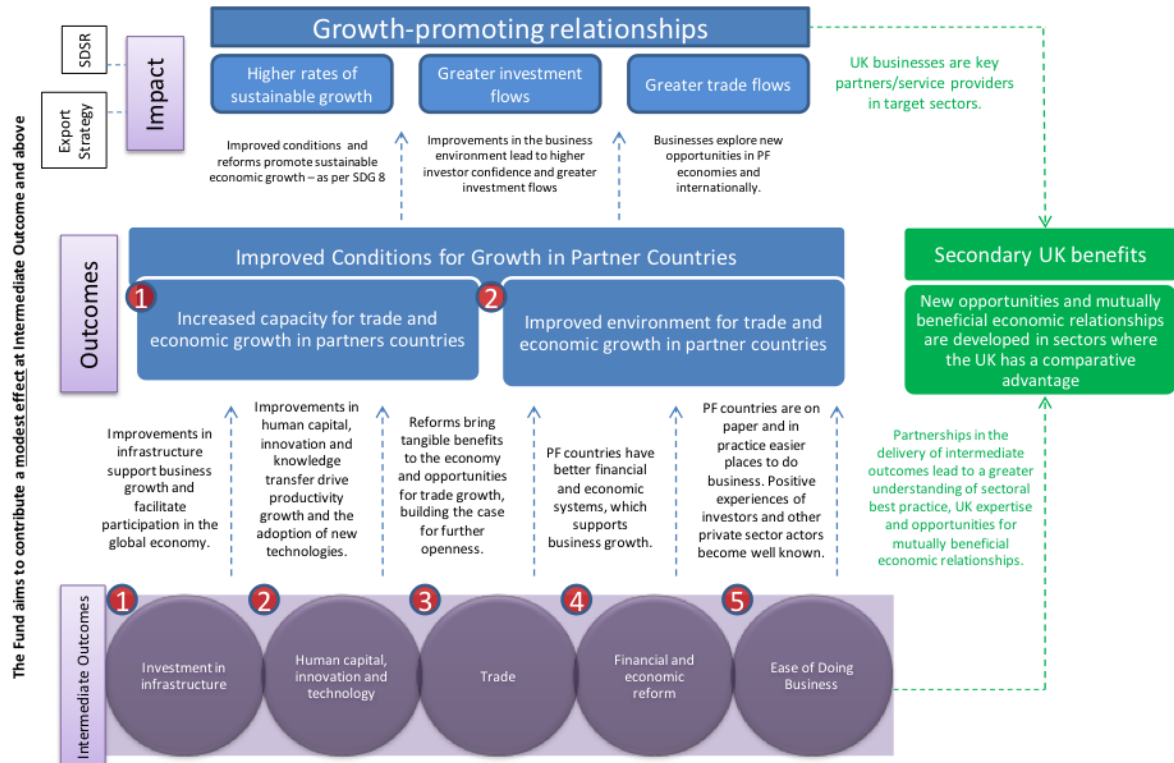 The Fund aims to contribute a modest effect at Intermediate Outcome and above
SDSR
Export
Strategy
Impact
Growth-promoting relationships
Higher rates of
sustainable growth
Greater investment
flows
Greater trade flows
UK businesses are key
partners/service providers
in target sectors.
Improved conditions and
reforms promote sustainable
economic growth – as per SDG 8
Improvements in the business
environment lead to higher
investor confidence and greater
investment flows
Businesses explore new
opportunities in PF
economies and
internationally.
Outcomes
Improved Conditions for Growth in Partner Countries
1
Increased capacity for trade and
economic growth in partners countries
2
Improved environment for trade and
economic growth in partner countries
Secondary UK benefits
New opportunities and mutually
beneficial economic relationships
are developed in sectors where
the UK has a comparative
advantage
Improvements in
infrastructure
support business
growth and
facilitate
participation in the
global economy.
Improvements in
human capital,
innovation and
knowledge
transfer drive
productivity
growth and the
adoption of new
technologies.
Reforms bring
tangible benefits
to the economy
and opportunities
for trade growth,
building the case
for further
openness.
PF countries have
better financial
and economic
systems, which
supports
business growth.
PF countries are on
paper and in
practice easier
places to do
business. Positive
experiences of
investors and other
private sector actors
become well known.
Partnerships in the
delivery of intermediate
outcomes lead to a greater
understanding of sectoral
best practice, UK expertise
and opportunities for
mutually beneficial
economic relationships.
Intermediate Outcomes
1
Investment in
infrastructure
2
Human capital,
innovation and
technology
3
Trade
4
Financial and
economic
reform
5
Ease of Doing
Business